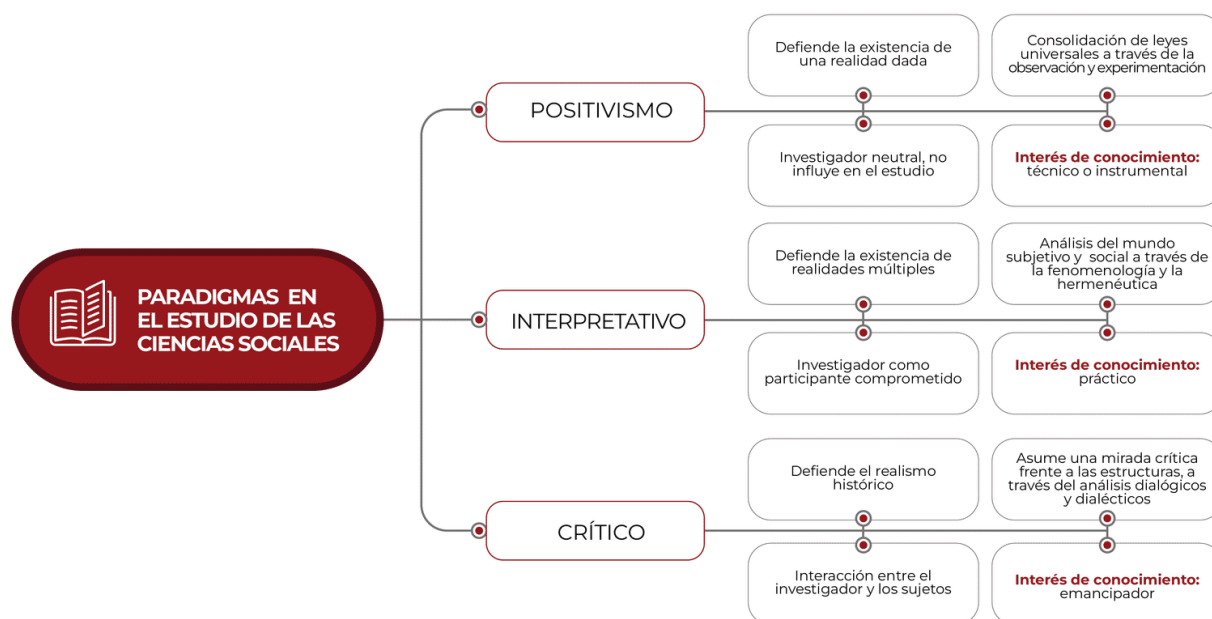 PARADIGMAS EN
EL ESTUDIO DE LAS
CIENCIAS SOCIALES
POSITIVISMO
Defiende la existencia de
una realidad dada
Consolidación de leyes
universales a través de la
observación y experimentación
Investigador neutral, no
influye en el estudio
Interés de conocimiento:
técnico o instrumental
INTERPRETATIVO
Defiende la existencia de
realidades múltiples
Análisis del mundo
subjetivo y social a través de
la fenomenología y la
hermenéutica
Investigador como
participante comprometido
Interés de conocimiento:
práctico
CRÍTICO
Defiende el realismo
histórico
Asume una mirada crítica
frente a las estructuras, a
través del análisis dialógicos
y dialécticos
Interacción entre el
investigador y los sujetos
Interés de conocimiento:
emancipador